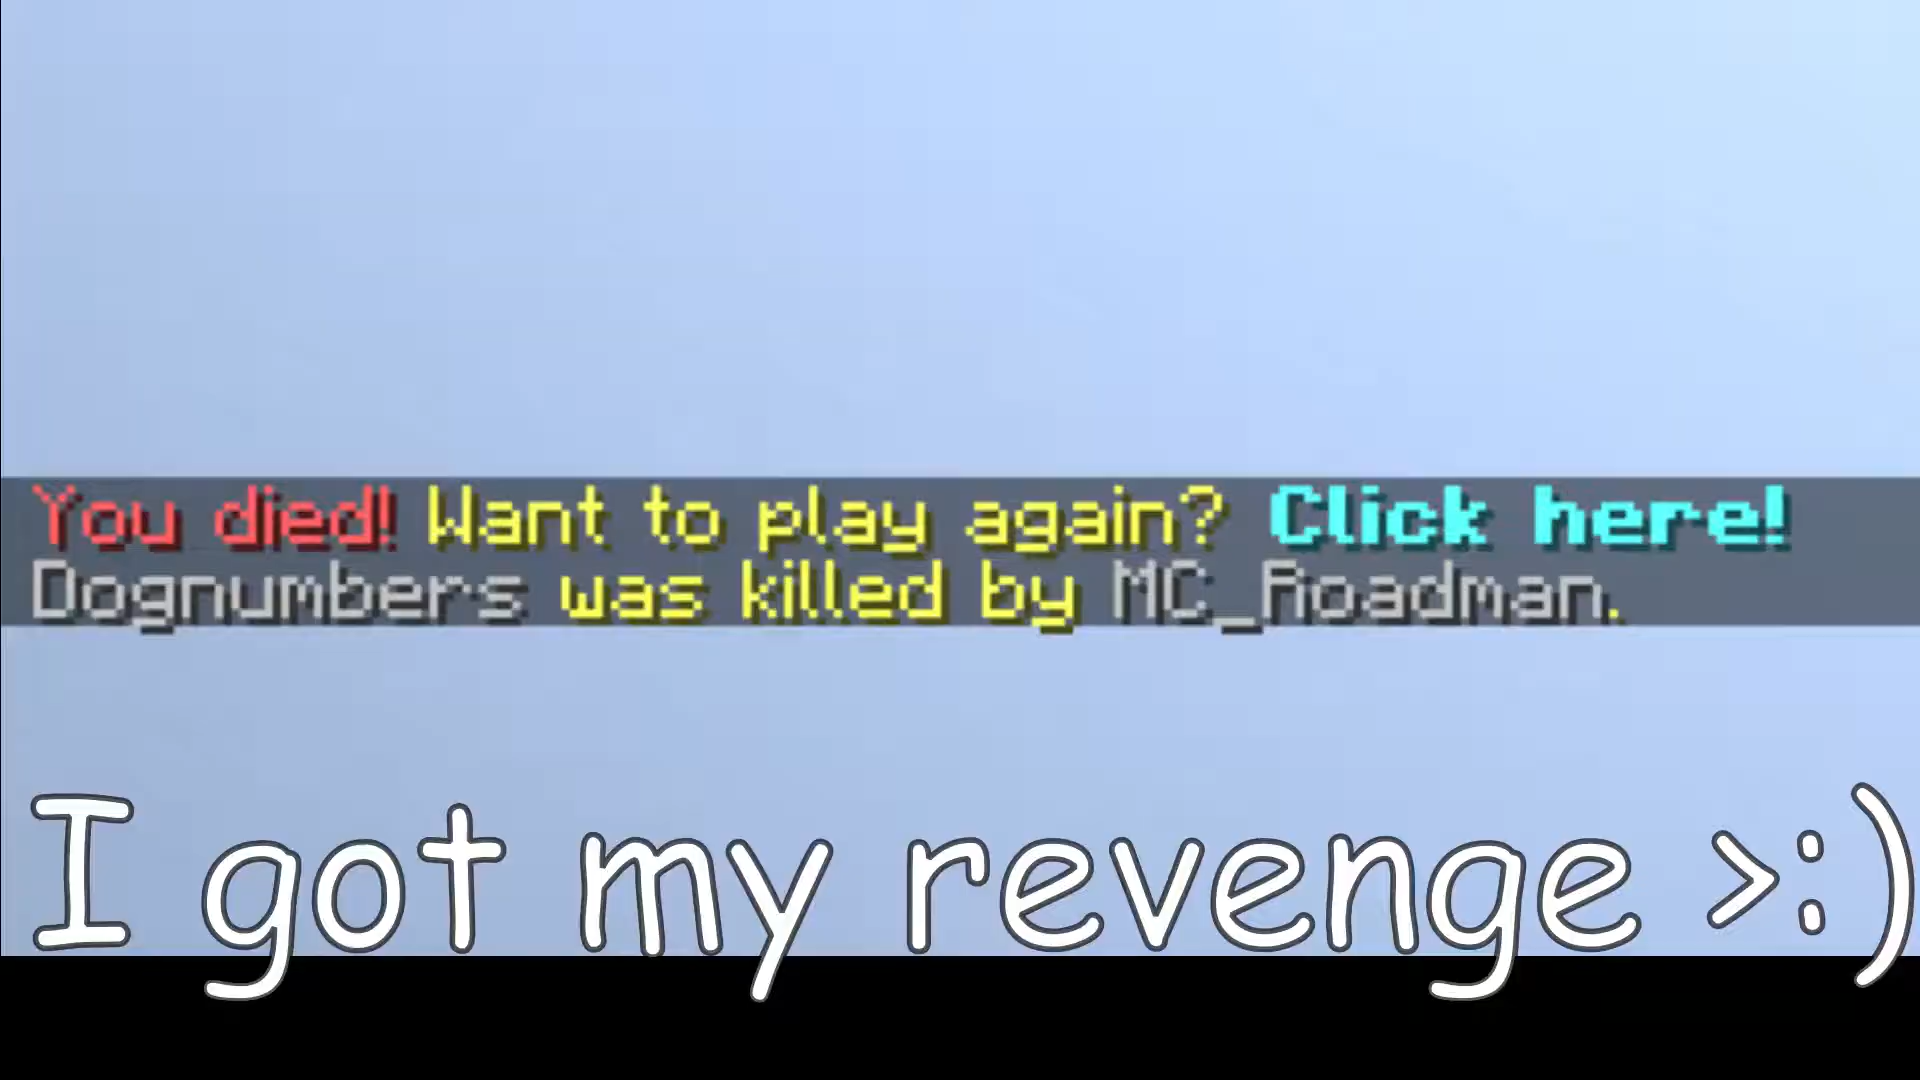 You died! Want to play again? Click here!
Dognumbers was killed by MC_Roadman.
I got my revenge >:)